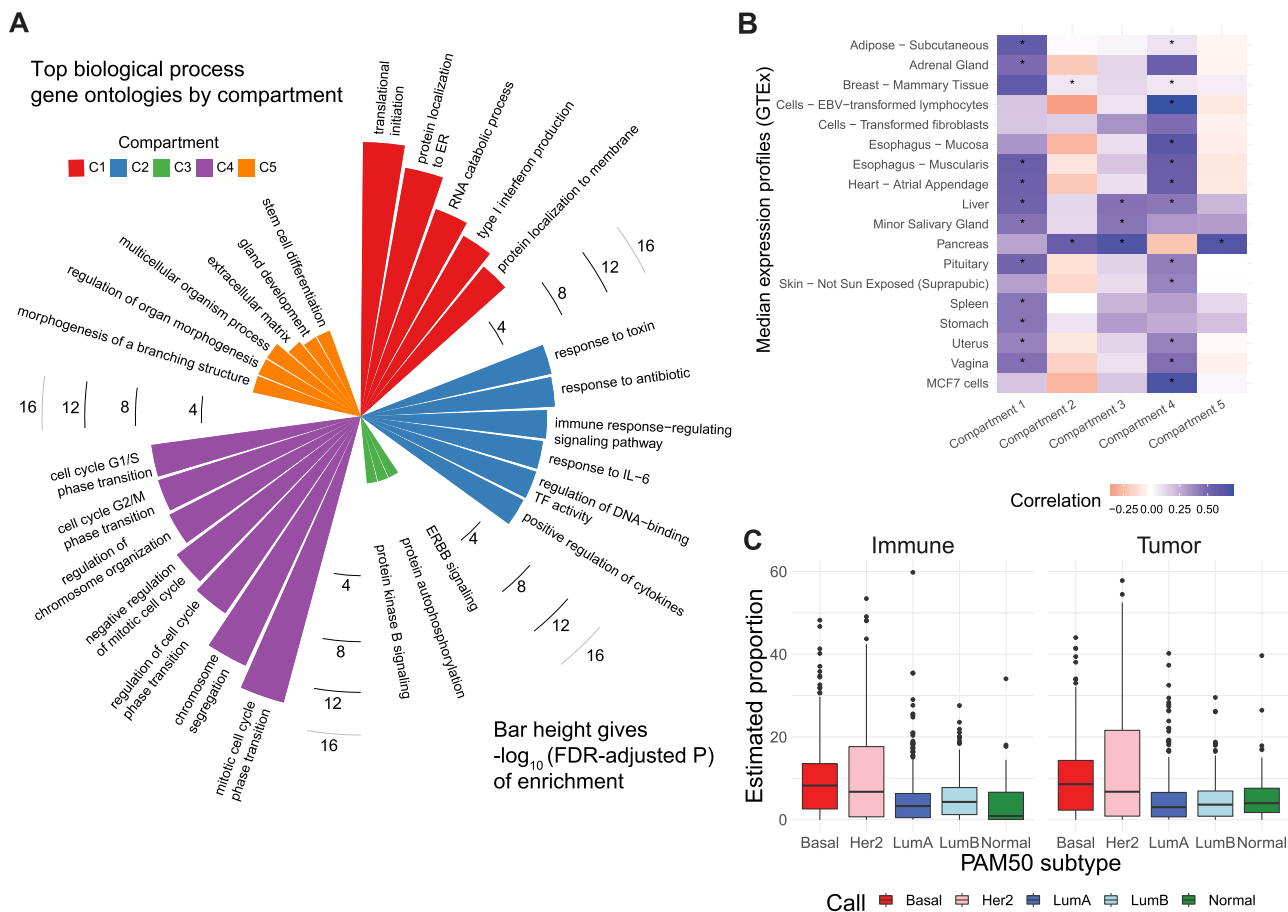 A
Top biological process
gene ontologies by compartment
Compartment
C1 C2 C3 C4 C5
translational
initiation
protein localization
to ER
RNA catabolic process
type I interferon production
protein localization to membrane
4
8
12
16
response to toxin
response to antibiotic
immune response−regulating
signaling pathway
response to IL−6
regulation of DNA−binding
TF activity
positive regulation of cytokines
4
8
12
16
ERBB signaling
protein autophosphorylation
protein kinase B signaling
4
8
12
16
mitotic cell cycle
phase transition
chromosome
segregation
regulation of cell cycle
phase transition
negative regulation
of mitotic cell cycle
regulation of
chromosome organization
cell cycle G2/M
phase transition
cell cycle G1/S
phase transition
16 12 8 4
morphogenesis of a branching structure
regulation of organ morphogenesis
multicellular organism process
extracellular matrix
gland development
stem cell differentiation
Bar height gives
-log10 (FDR-adjusted P)
of enrichment
B
Median expression profiles (GTEx)
Adipose − Subcutaneous * *
Adrenal Gland *
Breast − Mammary Tissue * *
Cells − EBV−transformed lymphocytes *
Cells − Transformed fibroblasts
Esophagus − Mucosa *
Esophagus − Muscularis * *
Heart − Atrial Appendage * *
Liver * * *
Minor Salivary Gland * *
Pancreas * * *
Pituitary * *
Skin − Not Sun Exposed (Suprapubic) *
Spleen *
Stomach *
Uterus * *
Vagina * *
MCF7 cells *
Compartment 1
Compartment 2
Compartment 3
Compartment 4
Compartment 5
Correlation
−0.25 0.00 0.25 0.50
C
Immune Tumor
Estimated proportion
60
40
20
0
Basal Her2 LumA LumB Normal Basal Her2 LumA LumB Normal
PAM50 subtype
Call Basal Her2 LumA LumB Normal